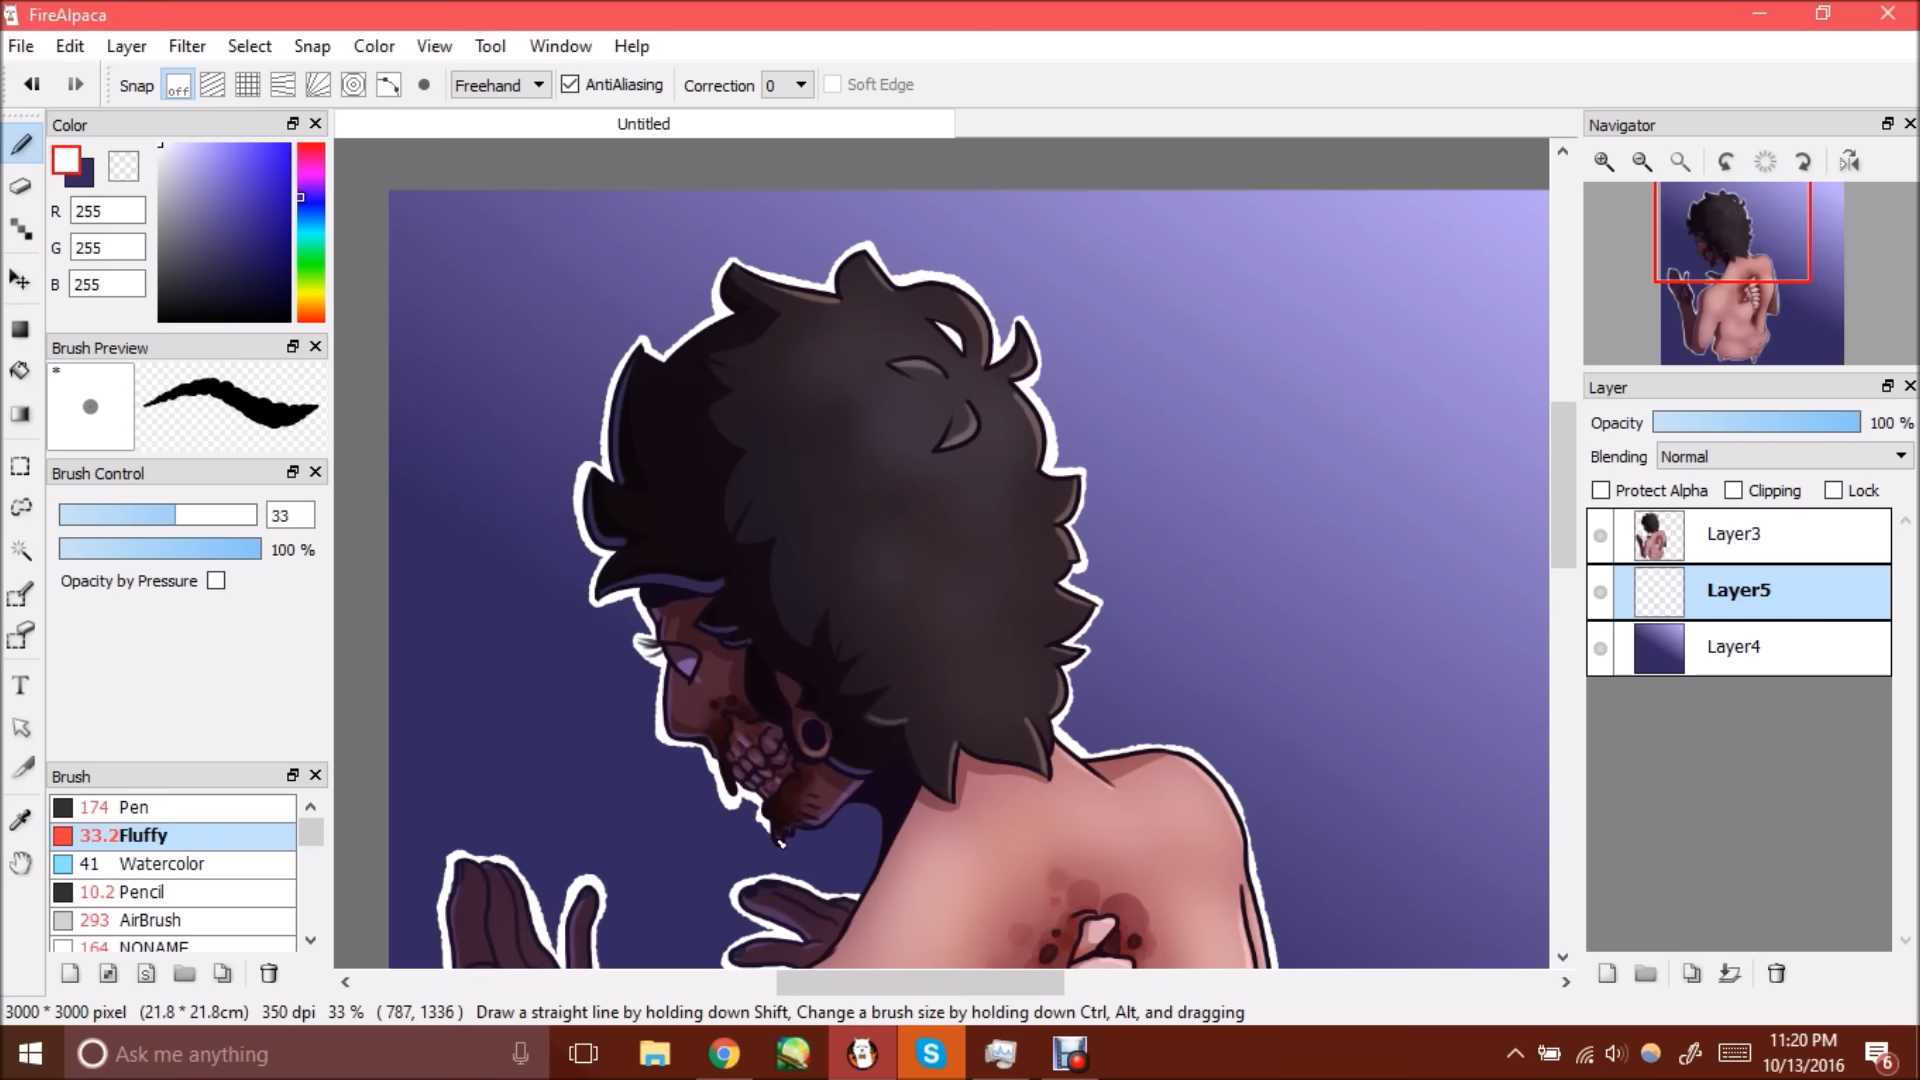 FireAlpaca
File Edit Layer Filter Select Snap Color View Tool Window Help
Snap off Freehand AntiAliasing Correction 0 Soft Edge
Color
Untitled
Navigator
R 255
G 255
B 255
Brush Preview
*
Layer
Opacity 100 %
Blending Normal
Protect Alpha Clipping Lock
Brush Control
33
100 %
Opacity by Pressure
Layer3
Layer5
Layer4
Brush
174 Pen
33.2 Fluffy
41 Watercolor
10.2 Pencil
293 AirBrush
164 NONAME
3000 * 3000 pixel (21.8 * 21.8cm) 350 dpi 33 % ( 787, 1336 ) Draw a straight line by holding down Shift, Change a brush size by holding down Ctrl, Alt, and dragging
Ask me anything
11:20 PM
10/13/2016
6